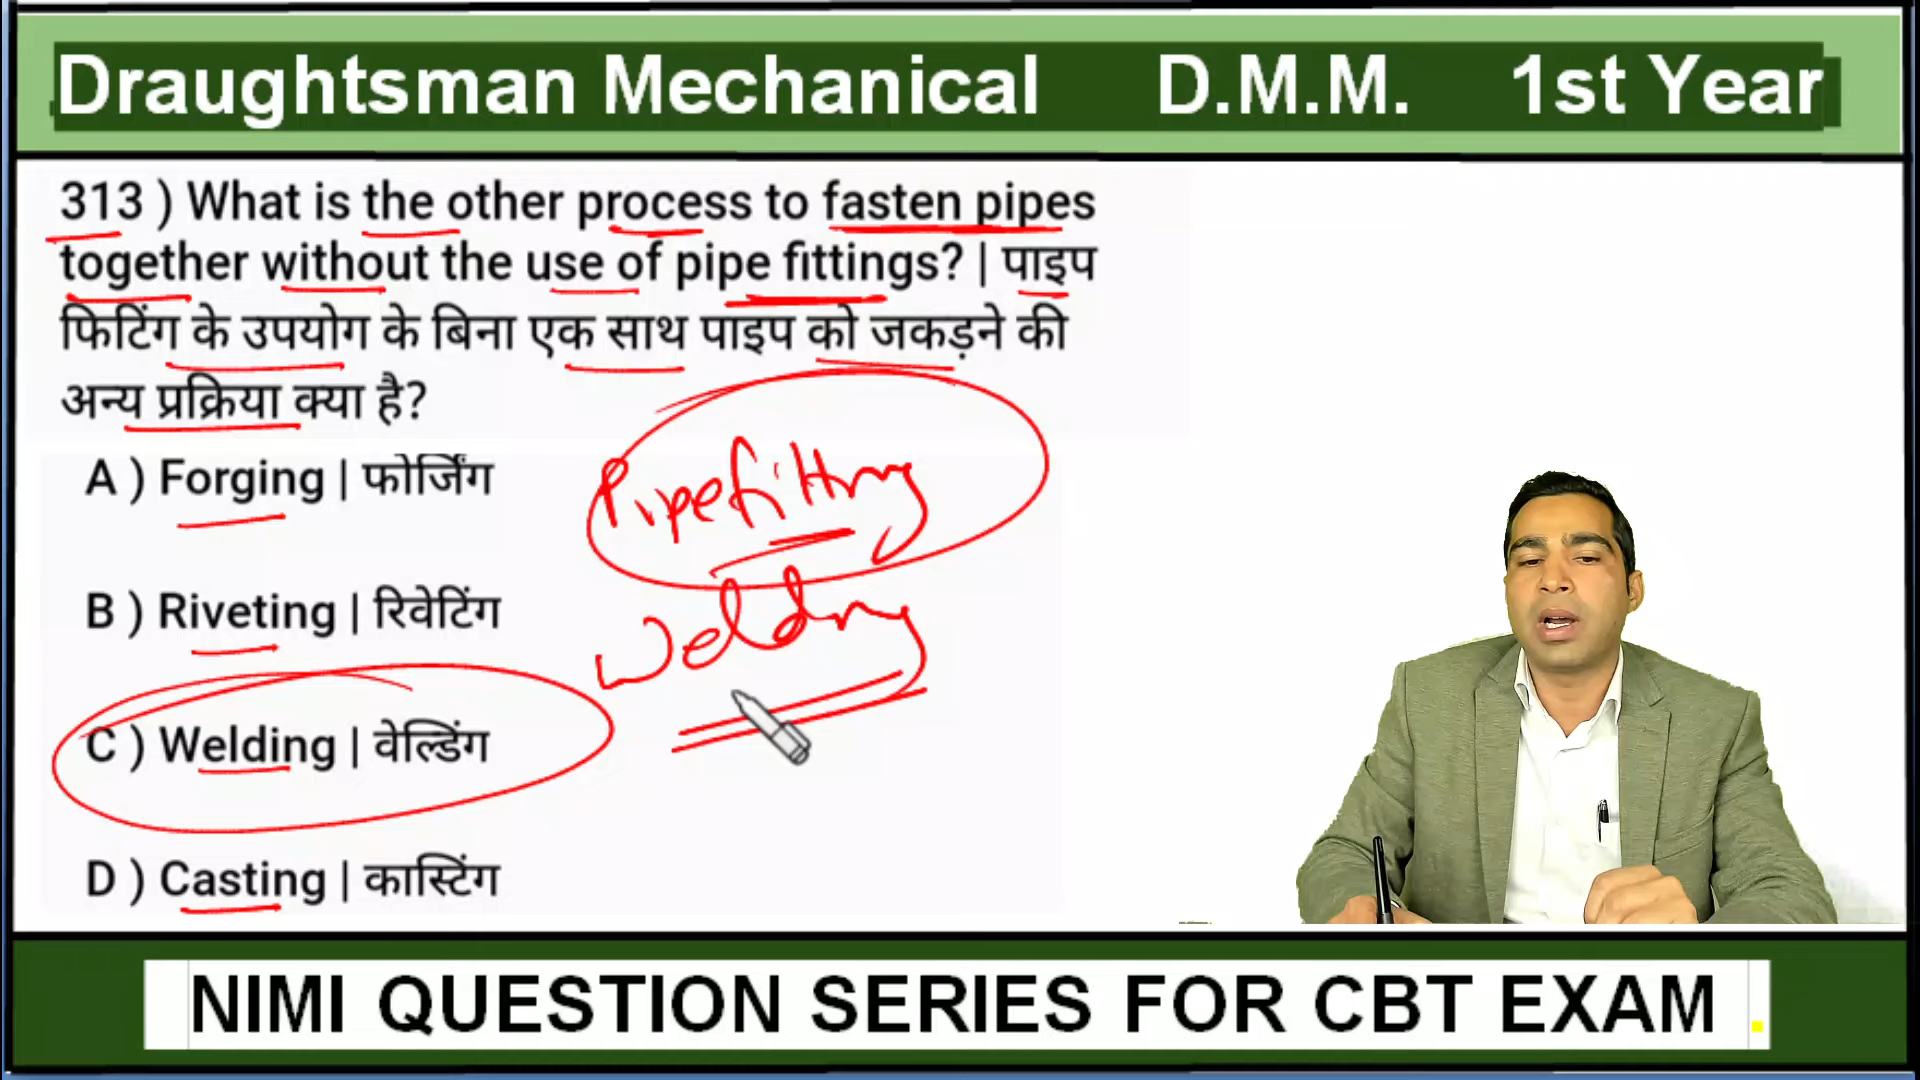 Draughtsman Mechanical D.M.M. 1st Year
313 ) What is the other process to fasten pipes
together without the use of pipe fittings? | पाइप
फिटिंग के उपयोग के बिना एक साथ पाइप को जकड़ने की
अन्य प्रक्रिया क्या है?
A ) Forging | फोर्जिंग
Pipefitting
B ) Riveting | रिवेटिंग
Welding
C ) Welding | वेल्डिंग
D ) Casting | कास्टिंग
NIMI QUESTION SERIES FOR CBT EXAM .